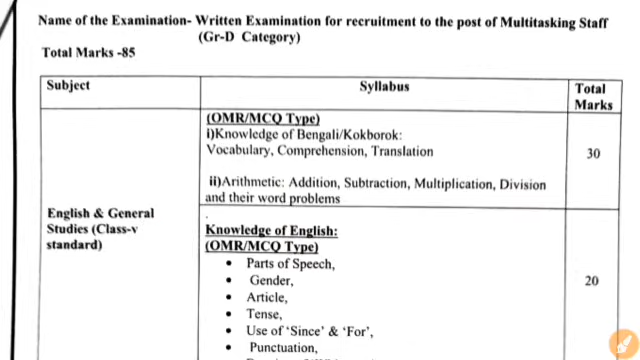 Name of the Examination- Written Examination for recruitment to the post of Multitasking Staff
(Gr-D Category)
Total Marks -85
Subject
Syllabus
Total
Marks
(OMR/MCQ Type)
i)Knowledge of Bengali/Kokborok:
Vocabulary, Comprehension, Translation
30
ii)Arithmetic: Addition, Subtraction, Multiplication, Division
and their word problems
English & General
Studies (Class-v
standard)
Knowledge of English:
(OMR/MCQ Type)
• Parts of Speech,
• Gender,
• Article,
• Tense,
• Use of 'Since' & 'For',
• Punctuation,
20